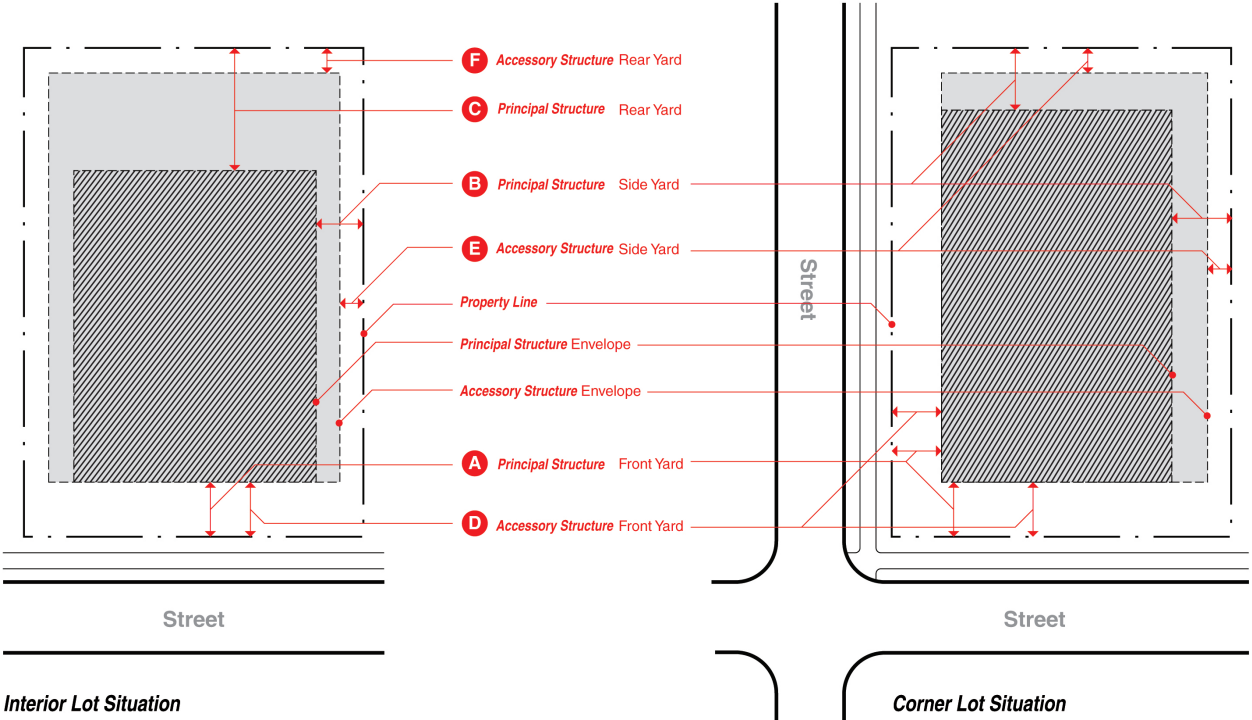 F Accessory Structure Rear Yard
C Principal Structure Rear Yard
B Principal Structure Side Yard
E Accessory Structure Side Yard
Street
Property Line
Principal Structure Envelope
Accessory Structure Envelope
A Principal Structure Front Yard
D Accessory Structure Front Yard
Street
Street
Interior Lot Situation
Corner Lot Situation